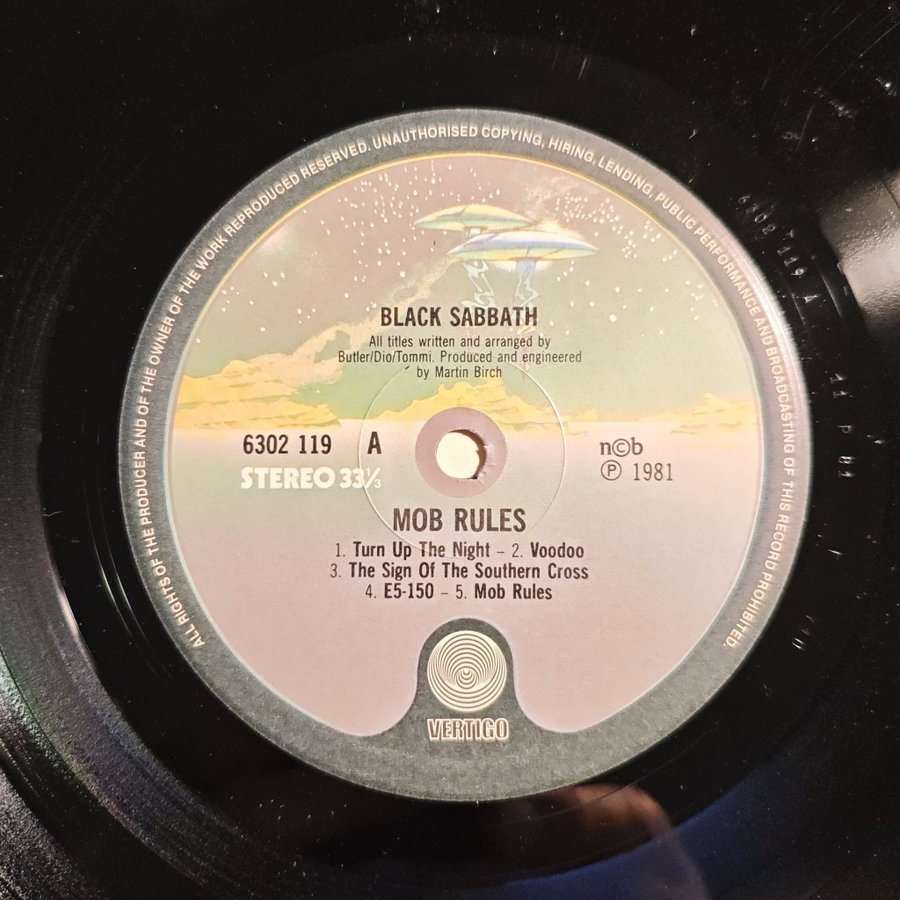 ALL RIGHTS OF THE PRODUCER AND OF THE OWNER OF THE WORK REPRODUCED RESERVED. UNAUTHORISED COPYING, HIRING, LENDING, PUBLIC PERFORMANCE AND BROADCASTING OF THIS RECORD PROHIBITED.
BLACK SABBATH
All titles written and arranged by
Butler/Dio/Tommi. Produced and engineered
by Martin Birch
6302 119 A
n©b
STEREO 33⅓
℗ 1981
MOB RULES
1. Turn Up The Night – 2. Voodoo
3. The Sign Of The Southern Cross
4. E5-150 – 5. Mob Rules
VERTIGO
6302 119 A